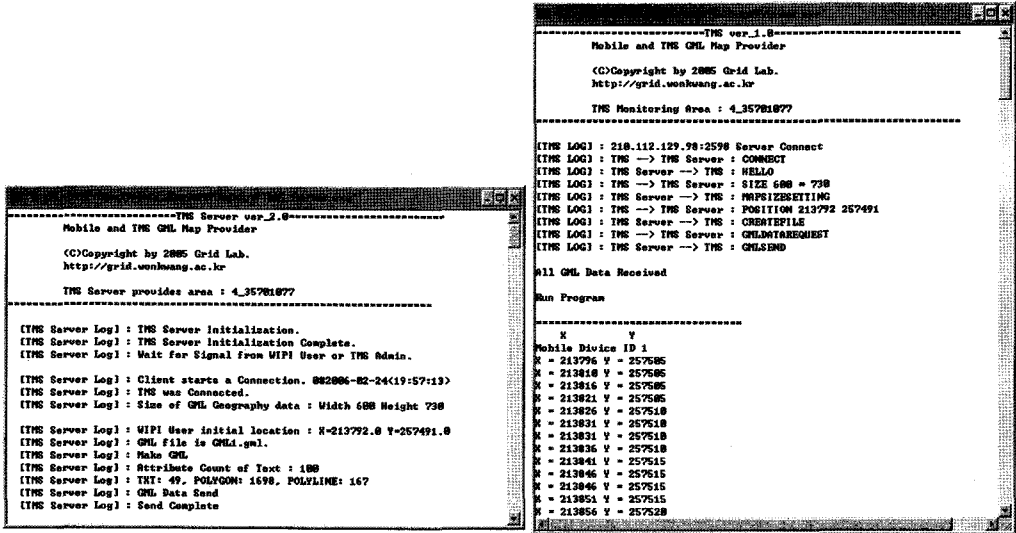 TMS Server ver_2.0
Mobile and TMS GML Map Provider
(C)Copyright by 2005 Grid Lab.
http://grid.wonkwang.ac.kr
TMS Server provides area : 4_35701077
[TMS Server Log] : TMS Server Initialization.
[TMS Server Log] : TMS Server Initialization Complete.
[TMS Server Log] : Wait for Signal from WIPI User or TMS Admin.
[TMS Server Log] : Client starts a Connection. 002006-02-24(19:57:13)
[TMS Server Log] : TMS was Connected.
[TMS Server Log] : Size of GML Geography data : Width 600 Height 730
[TMS Server Log] : WIPI User initial location : X=213792.0 Y=257491.0
[TMS Server Log] : GML file is GML1.gml.
[TMS Server Log] : Make GML
[TMS Server Log] : Attribute Count of Text : 100
[TMS Server Log] : TXT: 49, POLYGON: 1698, POLYLINE: 167
[TMS Server Log] : GML Data Send
[TMS Server Log] : Send Complete
TMS ver_1.0
Mobile and TMS GML Map Provider
(C)Copyright by 2005 Grid Lab.
http://grid.wonkwang.ac.kr
TMS Monitoring Area : 4_35701077
[TMS LOG] : 210.112.129.98:2598 Server Connect
[TMS LOG] : TMS --> TMS Server : CONNECT
[TMS LOG] : TMS Server --> TMS : HELLO
[TMS LOG] : TMS --> TMS Server : SIZE 600 * 730
[TMS LOG] : TMS Server --> TMS : MAPSIZESETTING
[TMS LOG] : TMS --> TMS Server : POSITION 213792 257491
[TMS LOG] : TMS Server --> TMS : CREATEFILE
[TMS LOG] : TMS --> TMS Server : GMLDATAREQUEST
[TMS LOG] : TMS Server --> TMS : GMLSEND
All GML Data Received
Run Program
X Y
Mobile Divice ID 1
X = 213796 Y = 257505
X = 213810 Y = 257505
X = 213816 Y = 257505
X = 213821 Y = 257505
X = 213826 Y = 257510
X = 213831 Y = 257510
X = 213831 Y = 257510
X = 213836 Y = 257510
X = 213841 Y = 257515
X = 213846 Y = 257515
X = 213846 Y = 257515
X = 213851 Y = 257515
X = 213856 Y = 257520